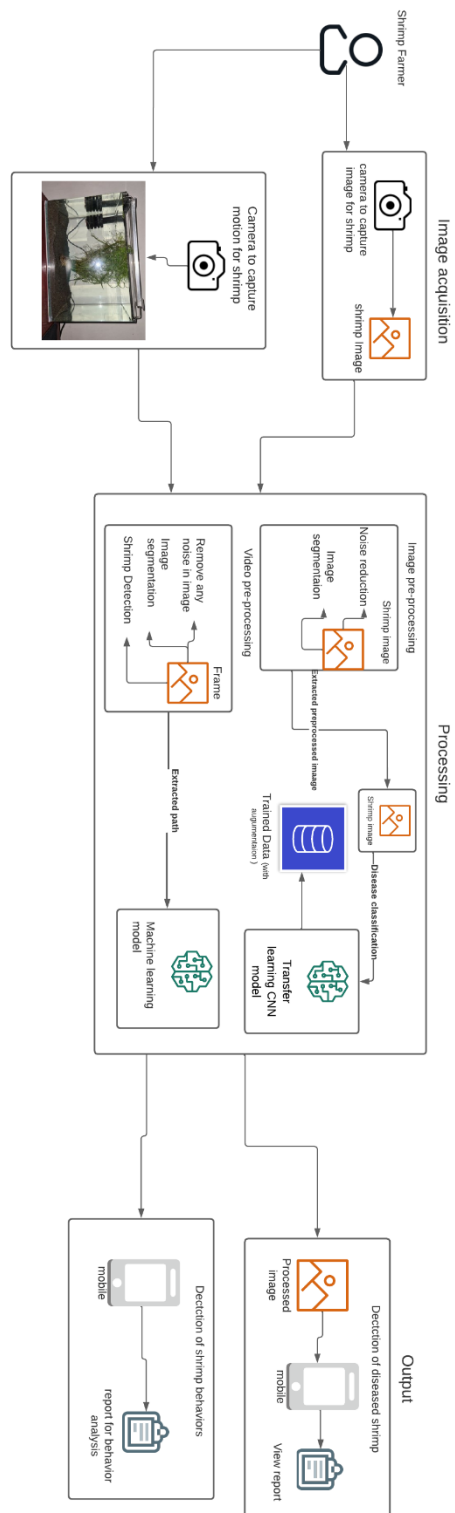 Shrimp Farmer
Image acquisition
camera to capture
image for shrimp
shrimp Image
Camera to capture
motion for shrimp
Processing
Image pre-processing
Shrimp image
Noise reduction
Image
segmentaion
Extracted preprocessed imaage
Shrimp image
Disease classification
Trained Data (with
augumentaion )
Transfer
learning CNN
model
Video pre-processing
Frame
Remove any
noise in image
Image
segmentation
Shrimp Detection
Extracted path
Machine learning
model
Output
Dectction of diseased shrimp
Processed
image
mobile
View report
Dectction of shrimp behaviors
mobile
report for behavior
analysis